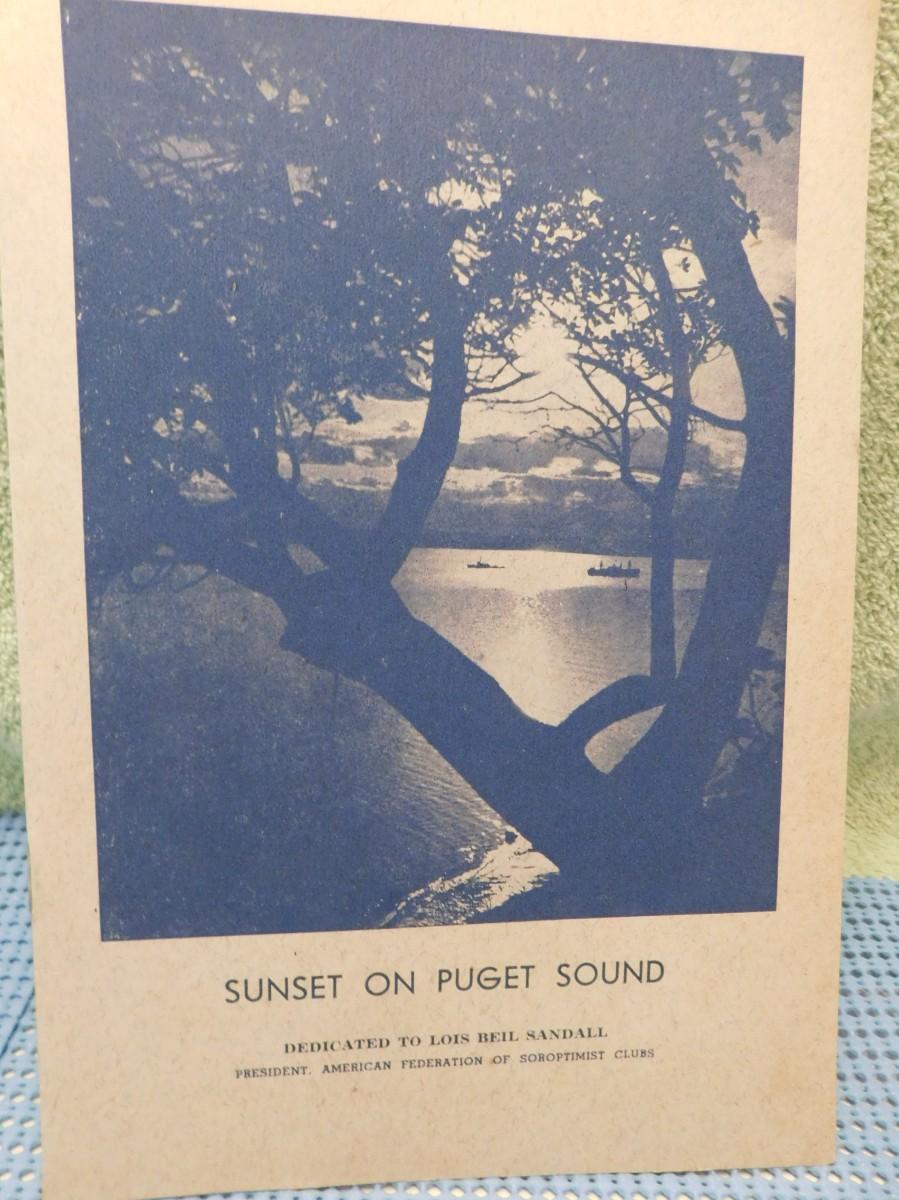 SUNSET ON PUGET SOUND
DEDICATED TO LOIS BEIL SANDALL
PRESIDENT, AMERICAN FEDERATION OF SOROPTIMIST CLUBS